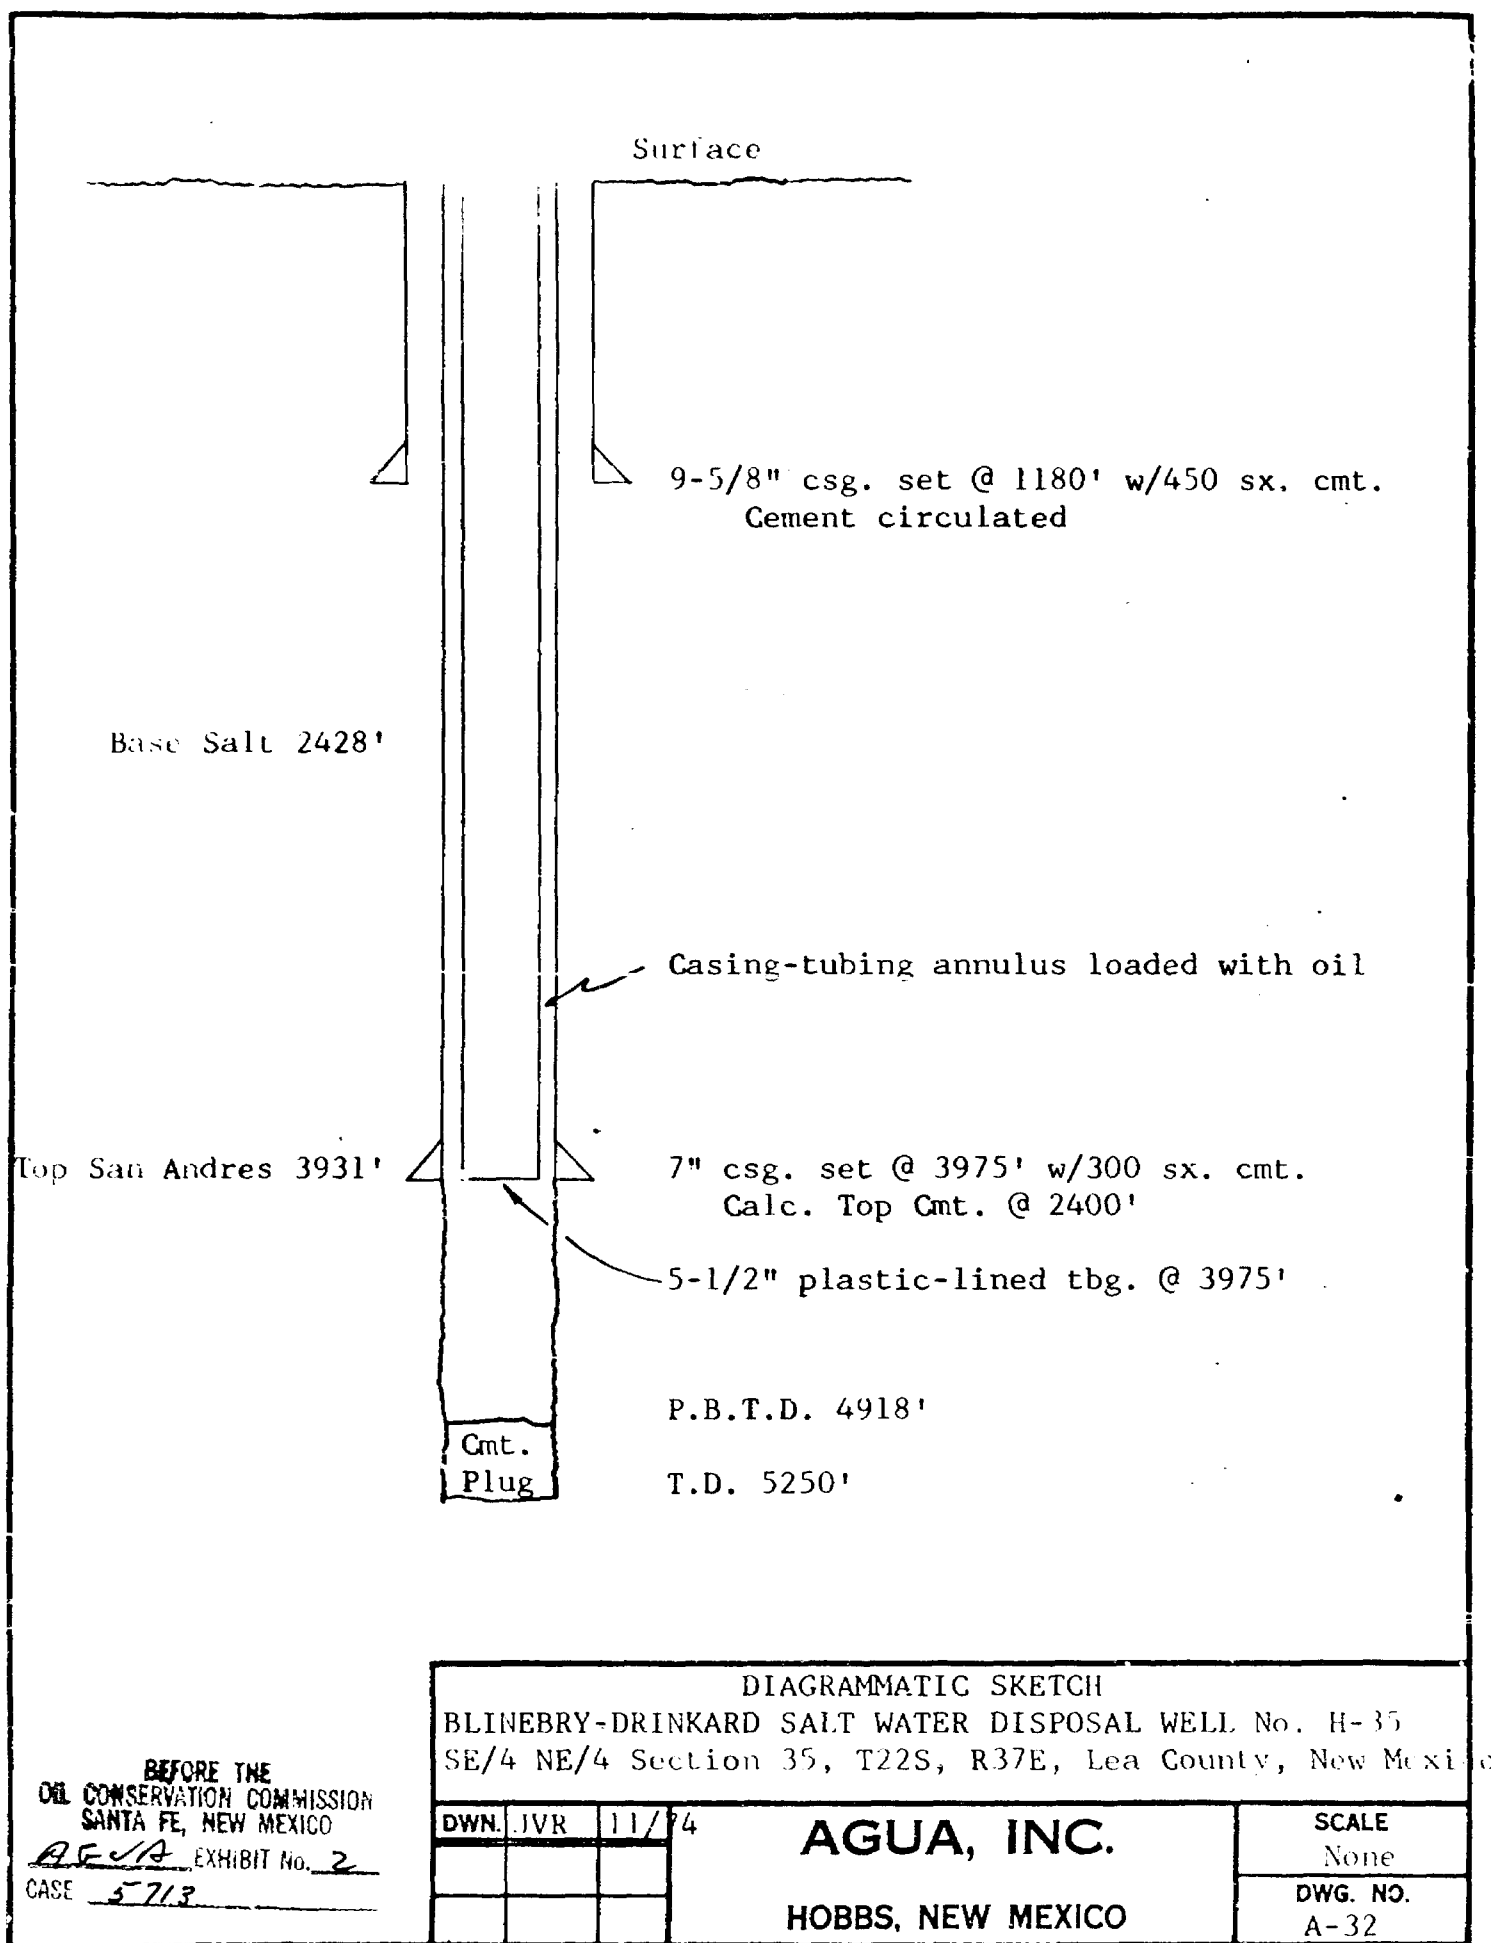 Surface
9-5/8" csg. set @ 1180' w/450 sx. cmt.
Cement circulated
Base Salt 2428'
Casing-tubing annulus loaded with oil
Top San Andres 3931'
7" csg. set @ 3975' w/300 sx. cmt.
Calc. Top Cmt. @ 2400'
5-1/2" plastic-lined tbg. @ 3975'
P.B.T.D. 4918'
Cmt.
Plug
T.D. 5250'
DIAGRAMMATIC SKETCH
BLINEBRY-DRINKARD SALT WATER DISPOSAL WELL No. H-35
SE/4 NE/4 Section 35, T22S, R37E, Lea County, New Mexico
BEFORE THE
OIL CONSERVATION COMMISSION
SANTA FE, NEW MEXICO
AGUA EXHIBIT No. 2
CASE 5713
DWN. JVR 11/74
AGUA, INC.
HOBBS, NEW MEXICO
SCALE
None
DWG. NO.
A-32